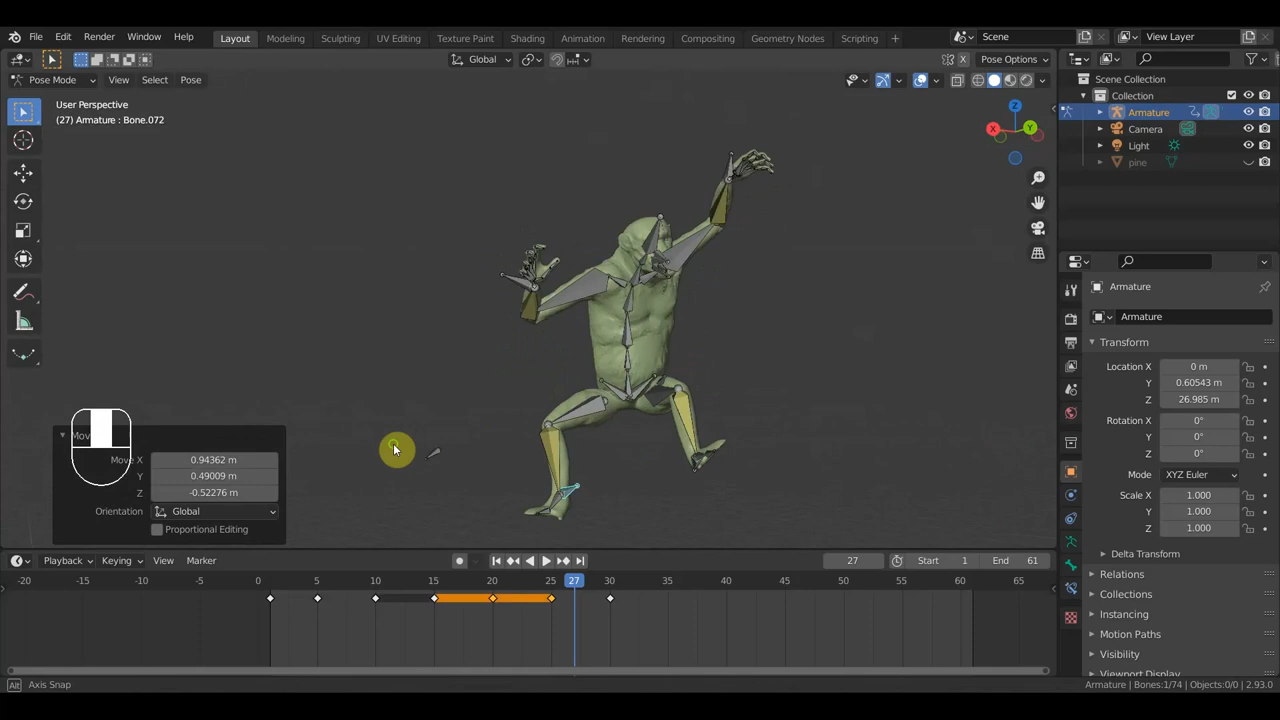 File Edit Render Window Help Layout Modeling Sculpting UV Editing Texture Paint Shading Animation Rendering Compositing Geometry Nodes Scripting + Scene View Layer
Global
Pose Mode View Select Pose Pose Options
Scene Collection
Collection
Armature
Camera
Light
pine
User Perspective
(27) Armature : Bone.072
Z
X Y
Armature
Armature
Transform
Location X 0 m
Y 0.60543 m
Z 26.985 m
Rotation X 0°
Y 0°
Z 0°
Mode XYZ Euler
Scale X 1.000
Y 1.000
Z 1.000
Delta Transform
Relations
Collections
Instancing
Motion Paths
Visibility
Viewport Display
Move X 0.94362 m
Y 0.49009 m
Z -0.52276 m
Orientation Global
Proportional Editing
Playback Keying View Marker 27 Start 1 End 61
-20 -15 -10 -5 0 5 10 15 20 25 27 35 40 45 50 55 60 65
Alt Axis Snap Armature | Bones:1/74 | Objects:0/0 | 2.93.0